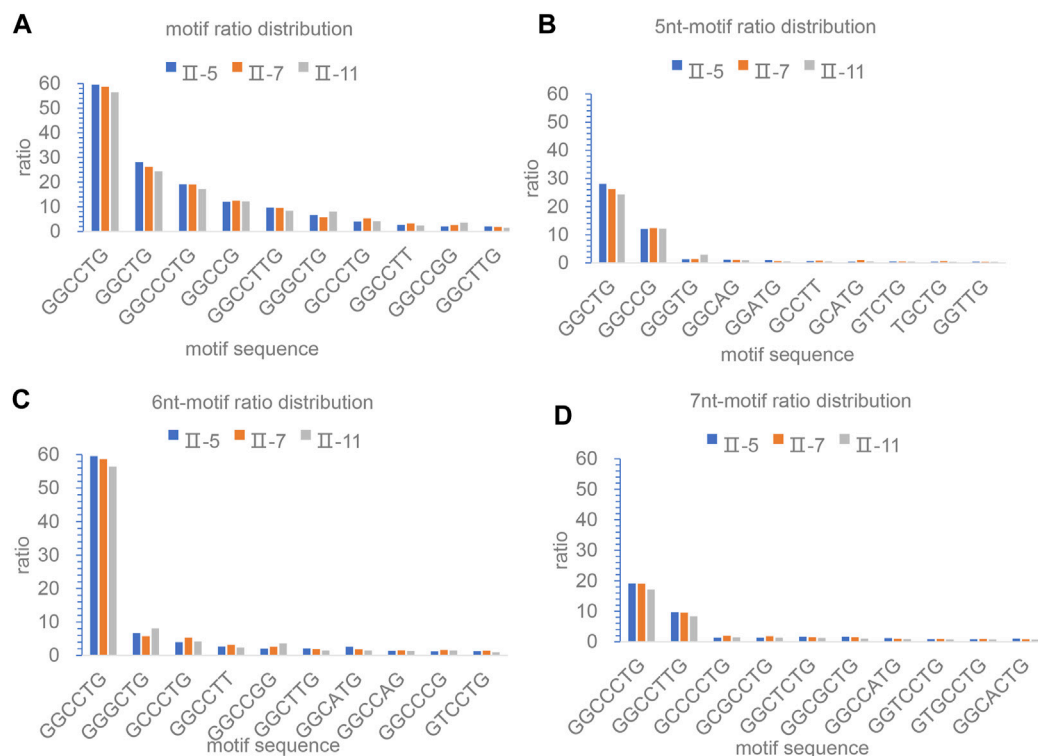 A
motif ratio distribution
Ⅱ-5 Ⅱ-7 Ⅱ-11
60
50
40
30
20
10
0
ratio
GGCCTG GGCTG GGCCCTG GGCCG GGCCTTG GGGCTG GCCCTG GGCCTT GGCCGG GGCTTG
motif sequence
B
5nt-motif ratio distribution
Ⅱ-5 Ⅱ-7 Ⅱ-11
60
50
40
30
20
10
0
ratio
GGCTG GGCCG GGGTG GGCAG GGATG GCCTT GCATG GTCTG TGCTG GGTTG
motif sequence
C
6nt-motif ratio distribution
Ⅱ-5 Ⅱ-7 Ⅱ-11
60
50
40
30
20
10
0
ratio
GGCCTG GGGCTG GCCCTG GGCCTT GGCCGG GGCTTG GGCATG GGCCAG GGCCCG GTCCTG
motif sequence
D
7nt-motif ratio distribution
Ⅱ-5 Ⅱ-7 Ⅱ-11
60
50
40
30
20
10
0
ratio
GGCCCTG GGCCTTG GCCCCTG GCGCCTG GGCTCTG GGCGCTG GGCCATG GGTCCTG GTGCCTG GGCACTG
motif sequence